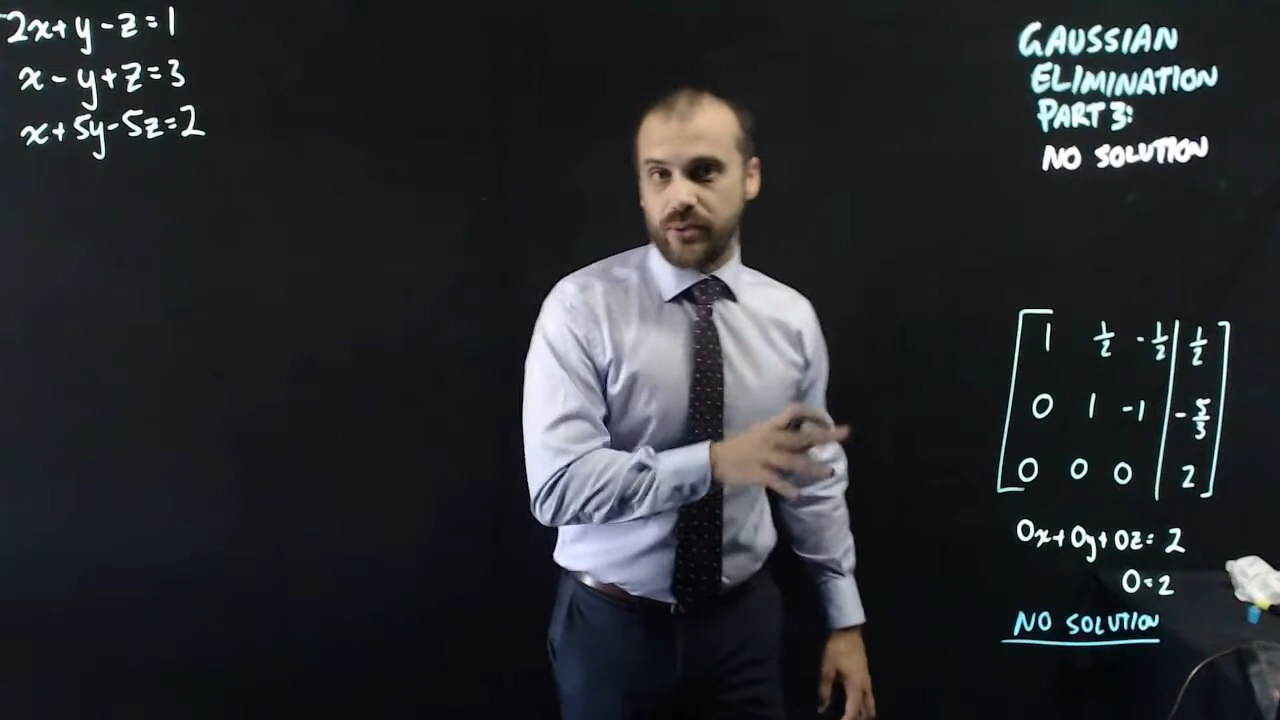 2x+y-z=1
x-y+z=3
x+5y-5z=2
GAUSSIAN
ELIMINATION
PART 3:
NO SOLUTION
1 1/2 -1/2 | 1/2
0 1 -1 | -5/3
0 0 0 | 2
0x+0y+0z=2
0=2
NO SOLUTION